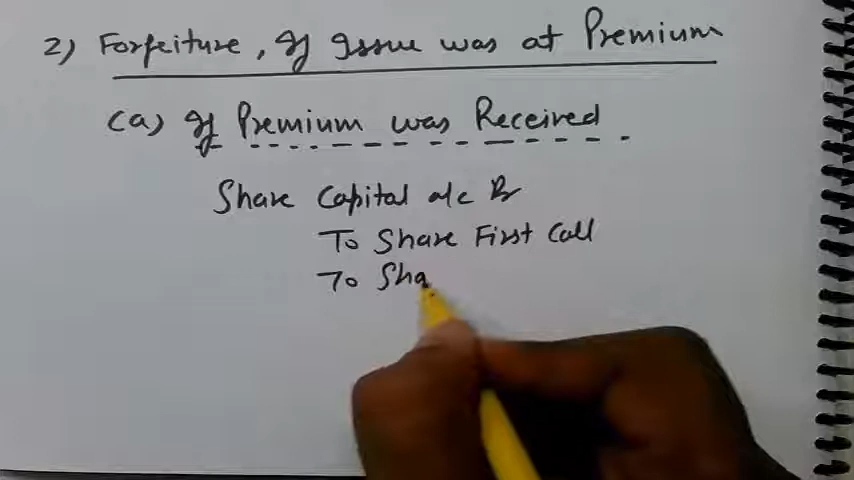 2) Forfeiture, If Issue was at Premium
(a) If Premium was Received
Share Capital a/c Dr
To Share First Call
To Sha